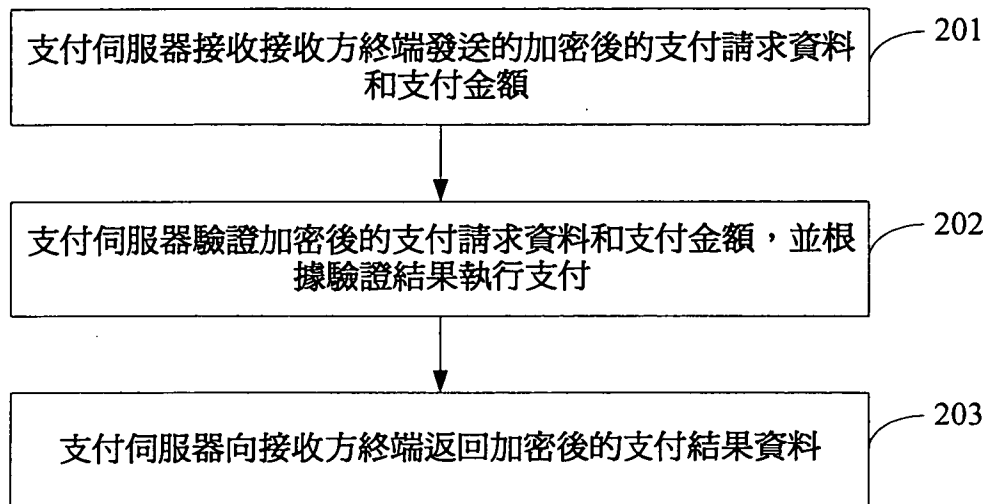 支付伺服器接收接收方終端發送的加密後的支付請求資料
和支付金額
201
支付伺服器驗證加密後的支付請求資料和支付金額，並根
據驗證結果執行支付
202
支付伺服器向接收方終端返回加密後的支付結果資料
203